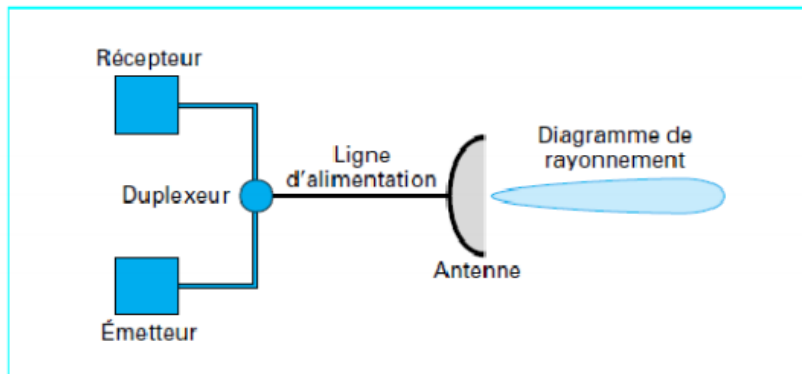 Récepteur
Diagramme de
rayonnement
Ligne
d'alimentation
Duplexeur
Antenne
Émetteur